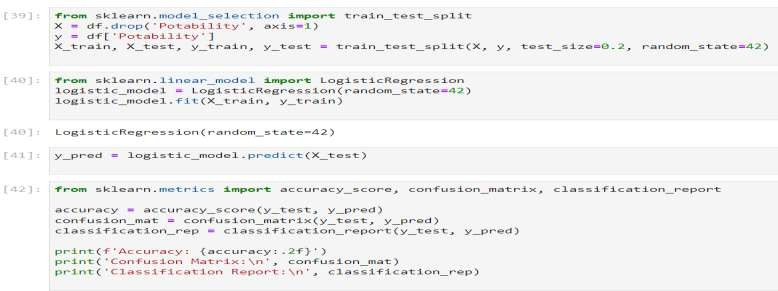 [39]: from sklearn.model_selection import train_test_split
X = df.drop('Potability', axis=1)
y = df['Potability']
X_train, X_test, y_train, y_test = train_test_split(X, y, test_size=0.2, random_state=42)
[40]: from sklearn.linear_model import LogisticRegression
logistic_model = LogisticRegression(random_state=42)
logistic_model.fit(X_train, y_train)
[40]: LogisticRegression(random_state=42)
[41]: y_pred = logistic_model.predict(X_test)
[42]: from sklearn.metrics import accuracy_score, confusion_matrix, classification_report
accuracy = accuracy_score(y_test, y_pred)
confusion_mat = confusion_matrix(y_test, y_pred)
classification_rep = classification_report(y_test, y_pred)
print(f'Accuracy: {accuracy:.2f}')
print('Confusion Matrix:\n', confusion_mat)
print('Classification Report:\n', classification_rep)